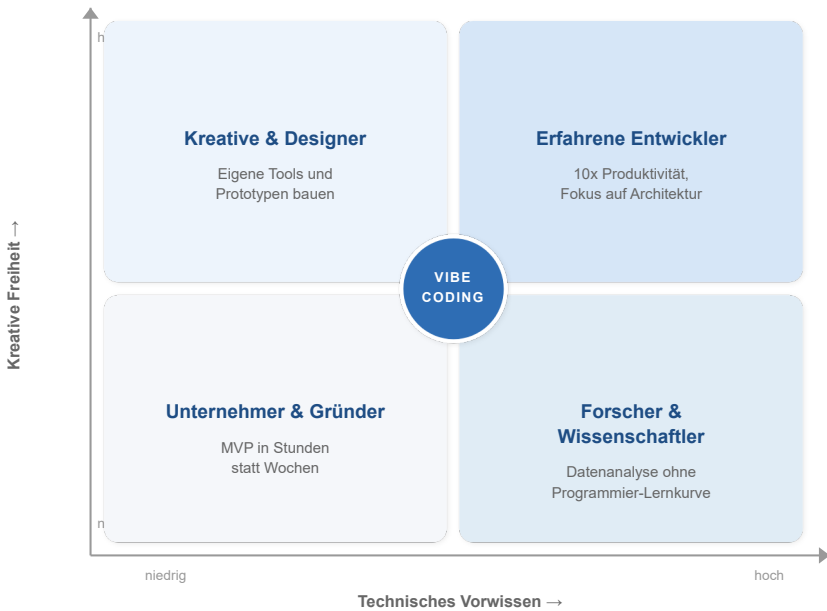 Kreative & Designer
Eigene Tools und
Prototypen bauen
Erfahrene Entwickler
10x Produktivität,
Fokus auf Architektur
VIBE
CODING
Kreative Freiheit →
Unternehmer & Gründer
MVP in Stunden
statt Wochen
Forscher &
Wissenschaftler
Datenanalyse ohne
Programmier-Lernkurve
niedrig
hoch
Technisches Vorwissen →